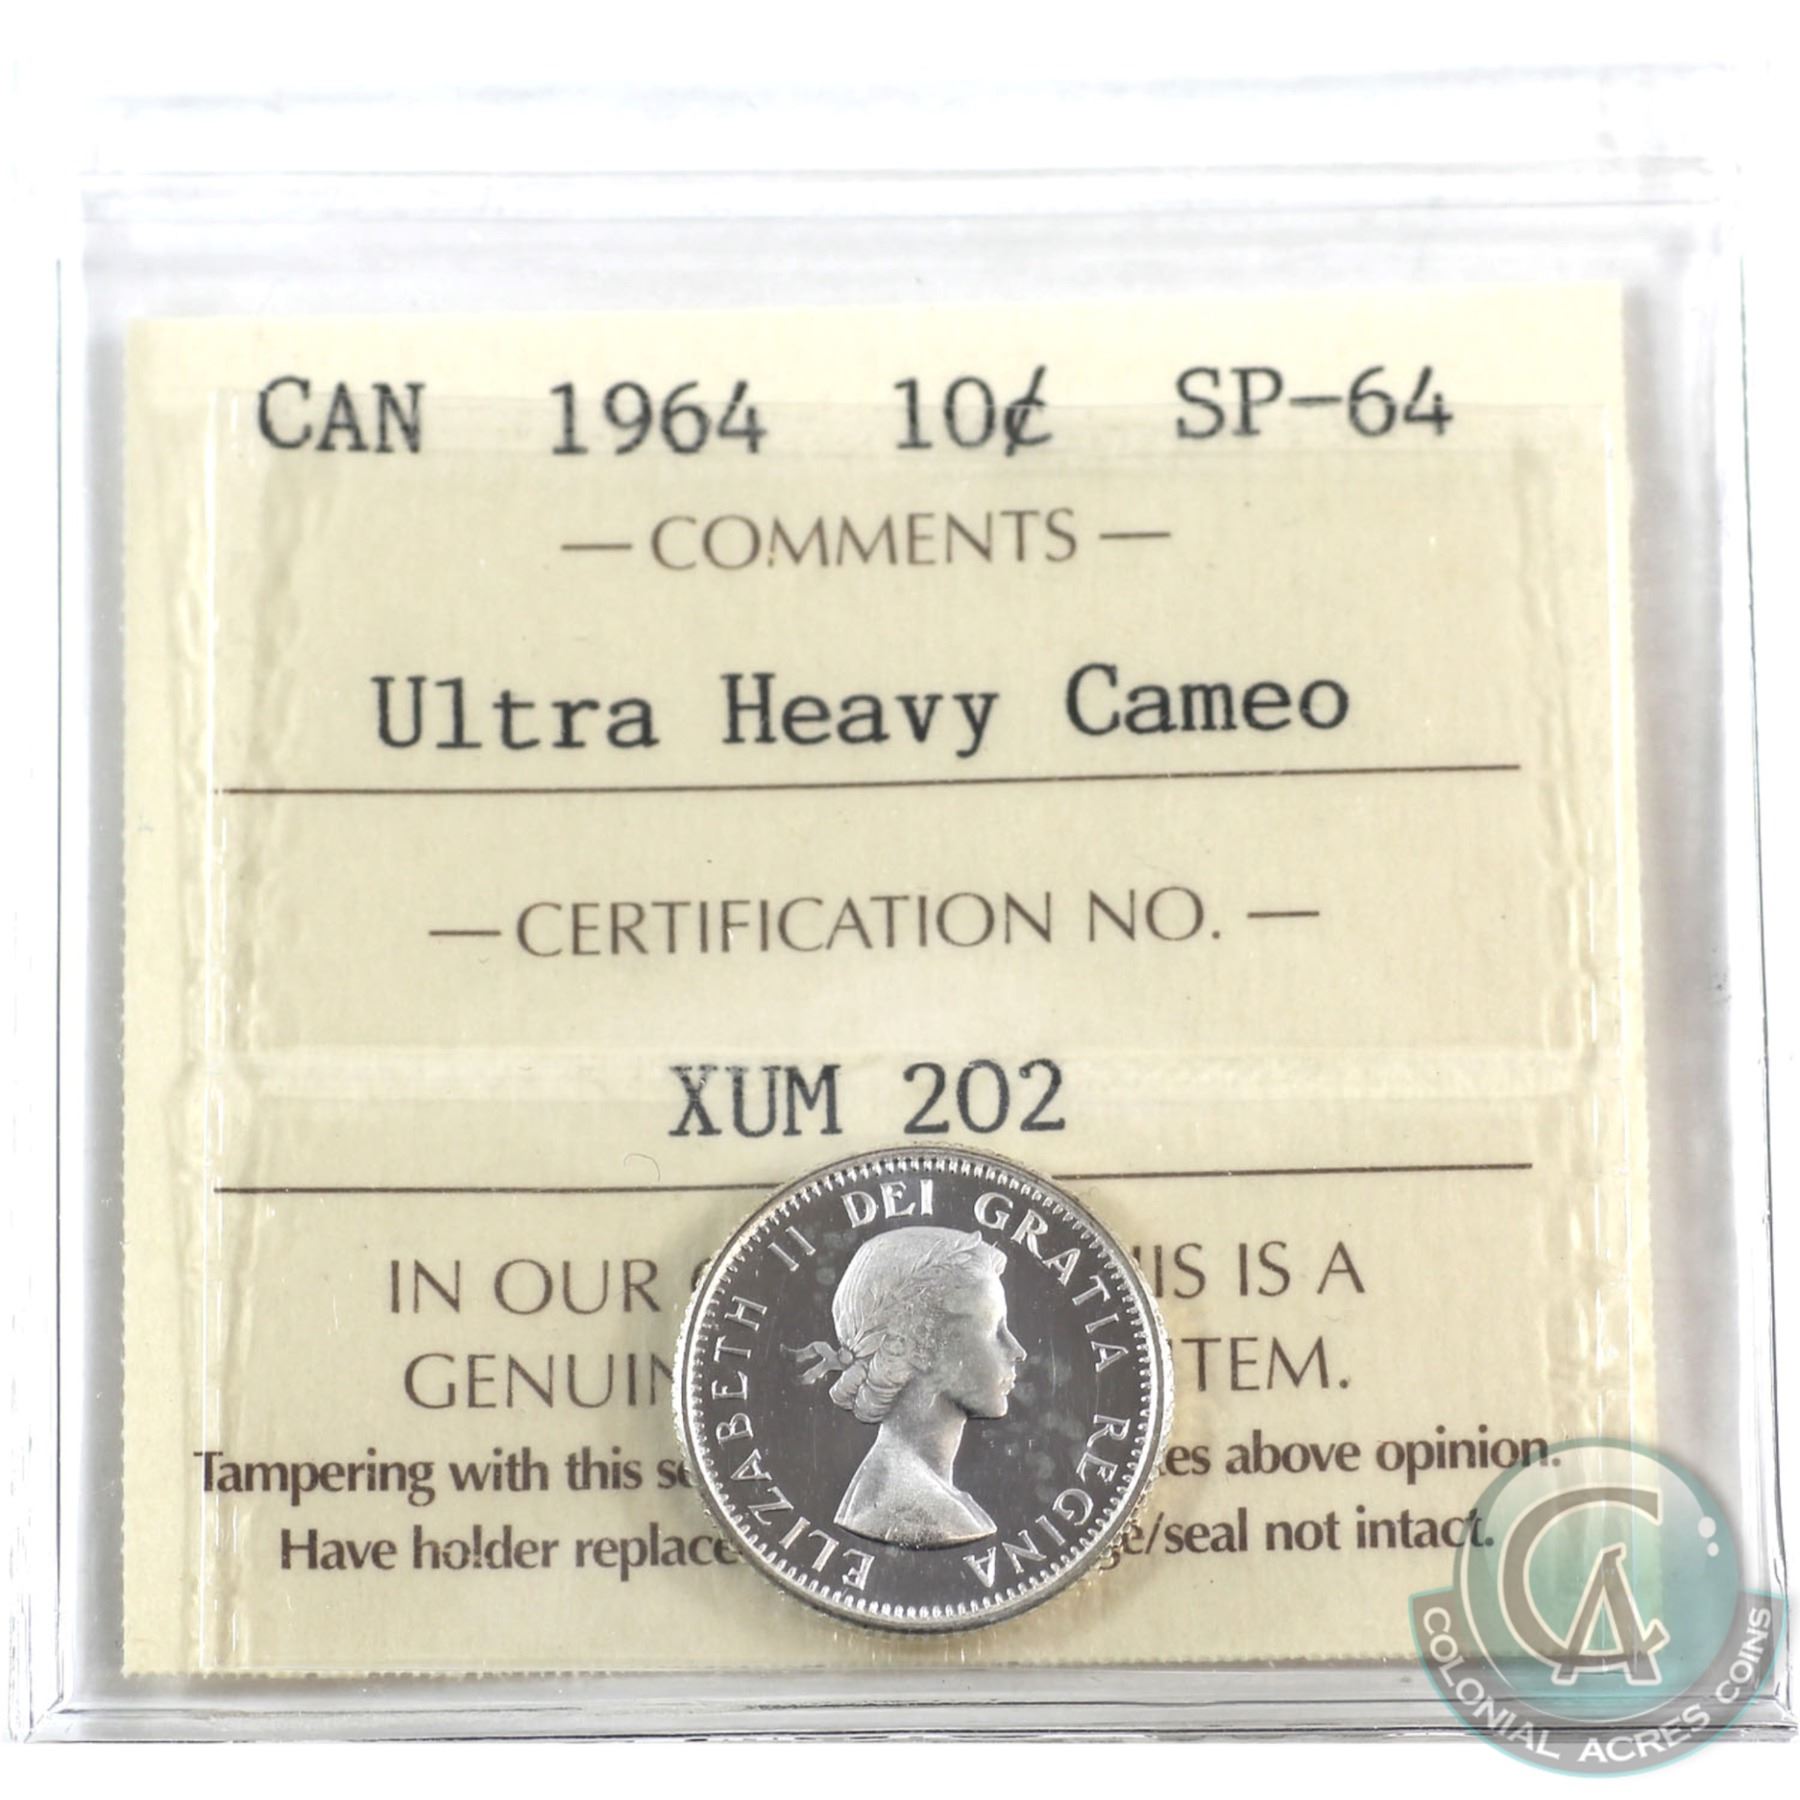 CAN 1964 10¢ SP-64
— COMMENTS —
Ultra Heavy Cameo
— CERTIFICATION NO. —
XUM 202
IN OUR IS IS A
GENUIN TEM.
Tampering with this se es above opinion.
Have holder replace e/seal not intact.
ELIZABETH II DEI GRATIA REGINA
CA
COLONIAL ACRES COINS